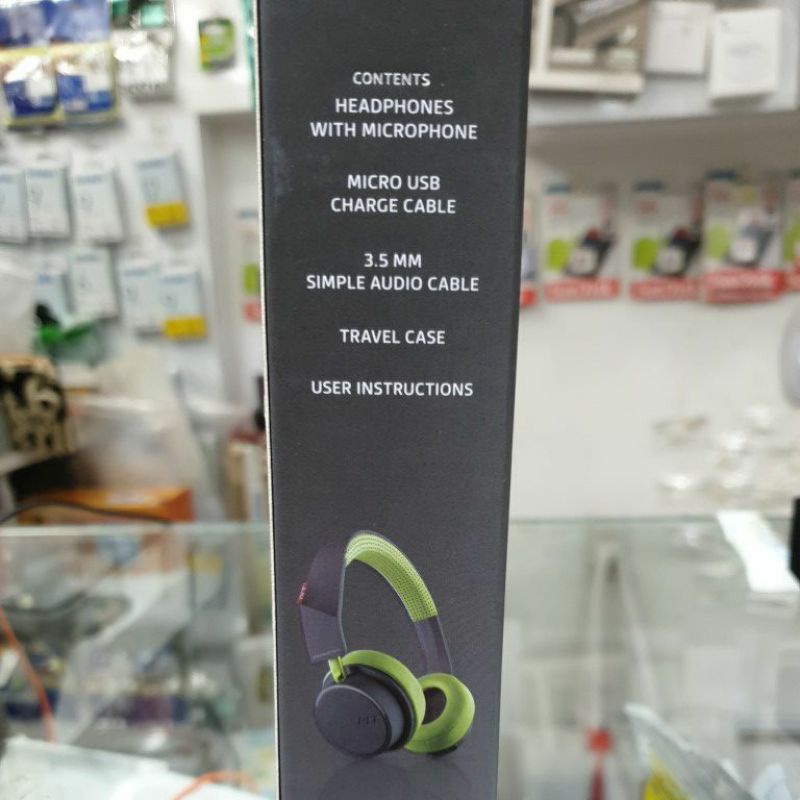 CONTENTS
HEADPHONES
WITH MICROPHONE
MICRO USB
CHARGE CABLE
3.5 MM
SIMPLE AUDIO CABLE
TRAVEL CASE
USER INSTRUCTIONS